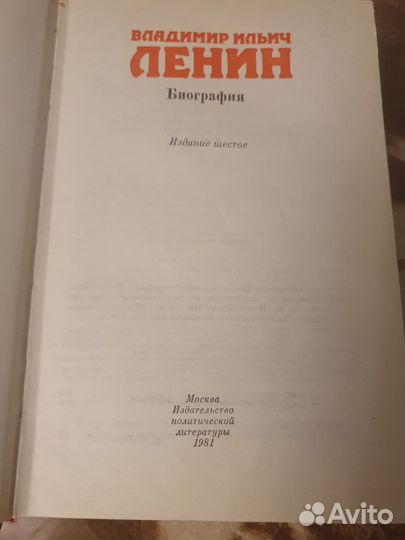 ВЛАДИМИР ИЛЬИЧ
ЛЕНИН
Биография
Издание шестое
Москва
Издательство
политической
литературы
1981
Avito